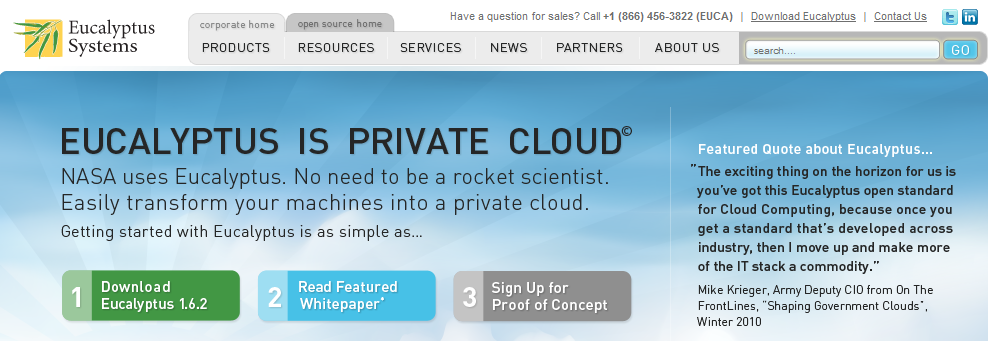 Eucalyptus
Systems
corporate home
open source home
Have a question for sales? Call +1 (866) 456-3822 (EUCA) | Download Eucalyptus | Contact Us
PRODUCTS RESOURCES SERVICES NEWS PARTNERS ABOUT US
search....
GO
EUCALYPTUS IS PRIVATE CLOUD©
NASA uses Eucalyptus. No need to be a rocket scientist.
Easily transform your machines into a private cloud.
Getting started with Eucalyptus is as simple as...
1 Download
Eucalyptus 1.6.2
2 Read Featured
Whitepaper*
3 Sign Up for
Proof of Concept
Featured Quote about Eucalyptus...
"The exciting thing on the horizon for us is
you've got this Eucalyptus open standard
for Cloud Computing, because once you
get a standard that's developed across
industry, then I move up and make more
of the IT stack a commodity."
Mike Krieger, Army Deputy CIO from On The
FrontLines, "Shaping Government Clouds",
Winter 2010